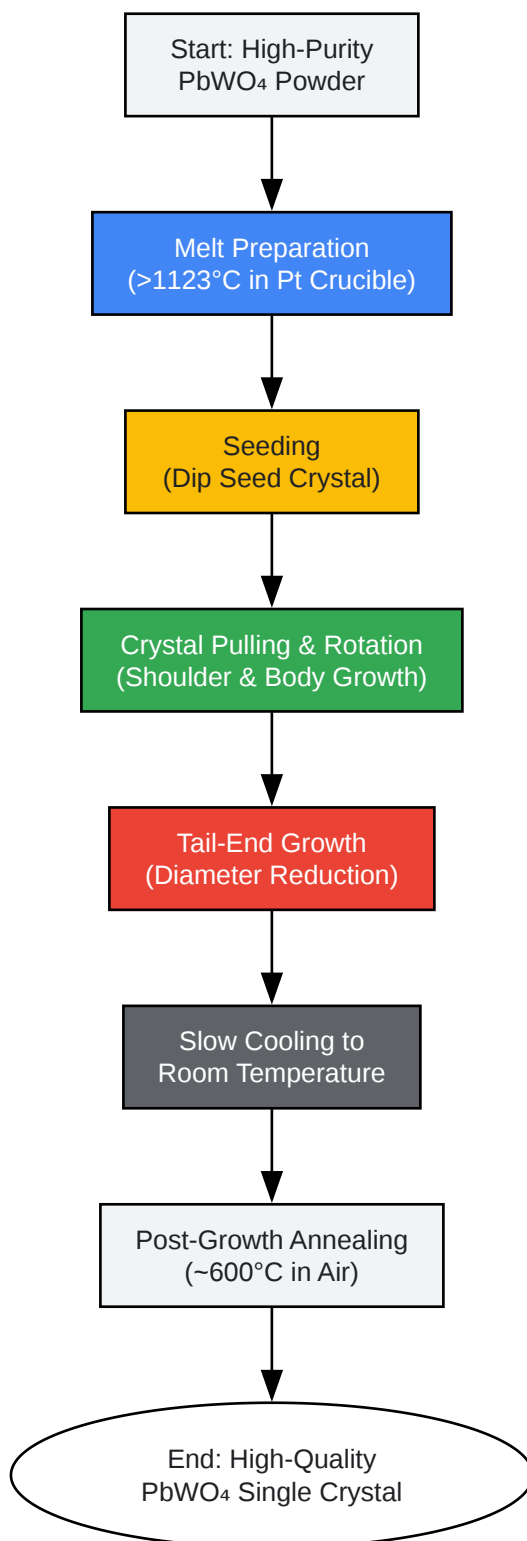 Start: High-Purity
PbWO₄ Powder
Melt Preparation
(>1123°C in Pt Crucible)
Seeding
(Dip Seed Crystal)
Crystal Pulling & Rotation
(Shoulder & Body Growth)
Tail-End Growth
(Diameter Reduction)
Slow Cooling to
Room Temperature
Post-Growth Annealing
(~600°C in Air)
End: High-Quality
PbWO₄ Single Crystal